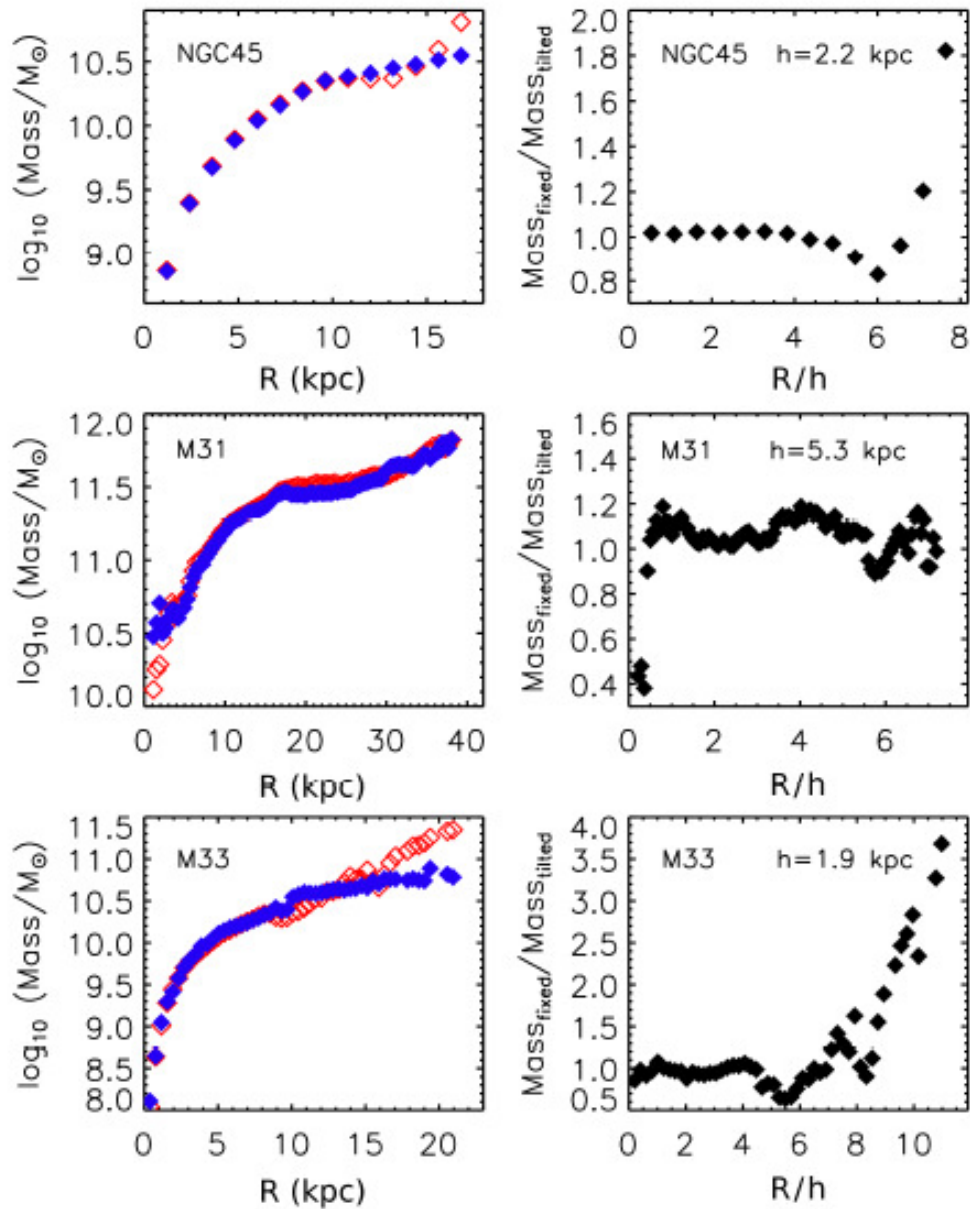 NGC45
log₁₀ (Mass/M⊙)
10.5
10.0
9.5
9.0
0 5 10 15
R (kpc)
NGC45 h=2.2 kpc
Mass_fixed/Mass_tilted
2.0
1.8
1.6
1.4
1.2
1.0
0.8
0 2 4 6 8
R/h
M31
log₁₀ (Mass/M⊙)
12.0
11.5
11.0
10.5
10.0
0 10 20 30 40
R (kpc)
M31 h=5.3 kpc
Mass_fixed/Mass_tilted
1.6
1.4
1.2
1.0
0.8
0.6
0.4
0 2 4 6
R/h
M33
log₁₀ (Mass/M⊙)
11.5
11.0
10.5
10.0
9.5
9.0
8.5
8.0
0 5 10 15 20
R (kpc)
M33 h=1.9 kpc
Mass_fixed/Mass_tilted
4.0
3.5
3.0
2.5
2.0
1.5
1.0
0.5
0 2 4 6 8 10
R/h